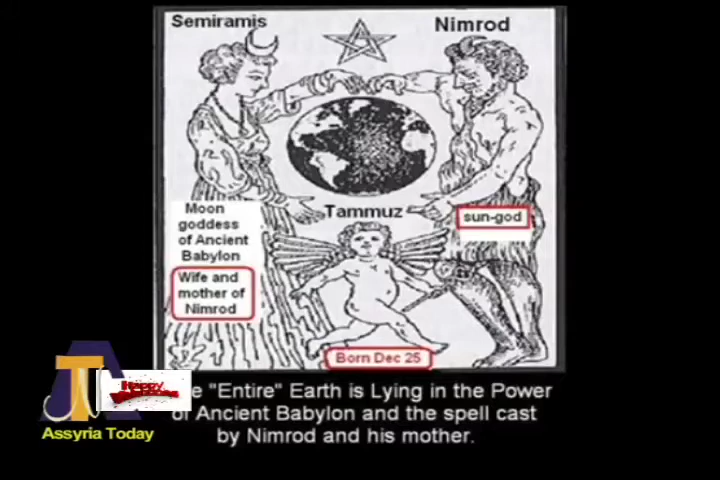 Semiramis
Nimrod
Tammuz
Moon
goddess
of Ancient
Babylon
sun-god
Wife and
mother of
Nimrod
Born Dec 25
"Entire" Earth is Lying in the Power
of Ancient Babylon and the spell cast
by Nimrod and his mother.
Happy
Assyria Today